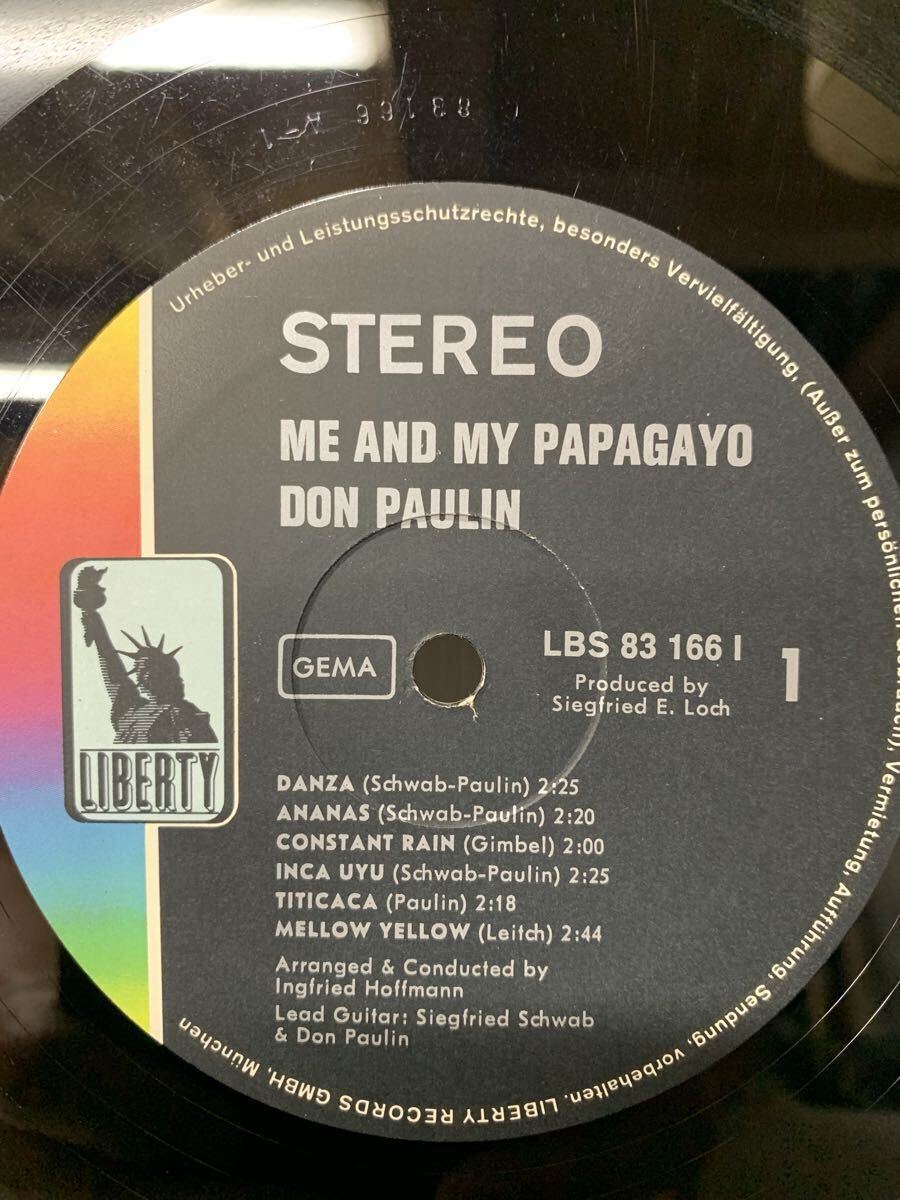 83166 A-1
Urheber- und Leistungsschutzrechte, besonders Vervielfältigung, (Außer zum persönlichen Vermietung, Aufführung, Sendung, vorbehalten. LIBERTY RECORDS GMBH, München
STEREO
ME AND MY PAPAGAYO
DON PAULIN
GEMA
LBS 83 166 I
1
Produced by
Siegfried E. Loch
LIBERTY
DANZA (Schwab-Paulin) 2:25
ANANAS (Schwab-Paulin) 2:20
CONSTANT RAIN (Gimbel) 2:00
INCA UYU (Schwab-Paulin) 2:25
TITICACA (Paulin) 2:18
MELLOW YELLOW (Leitch) 2:44
Arranged & Conducted by
Ingfried Hoffmann
Lead Guitar: Siegfried Schwab
& Don Paulin